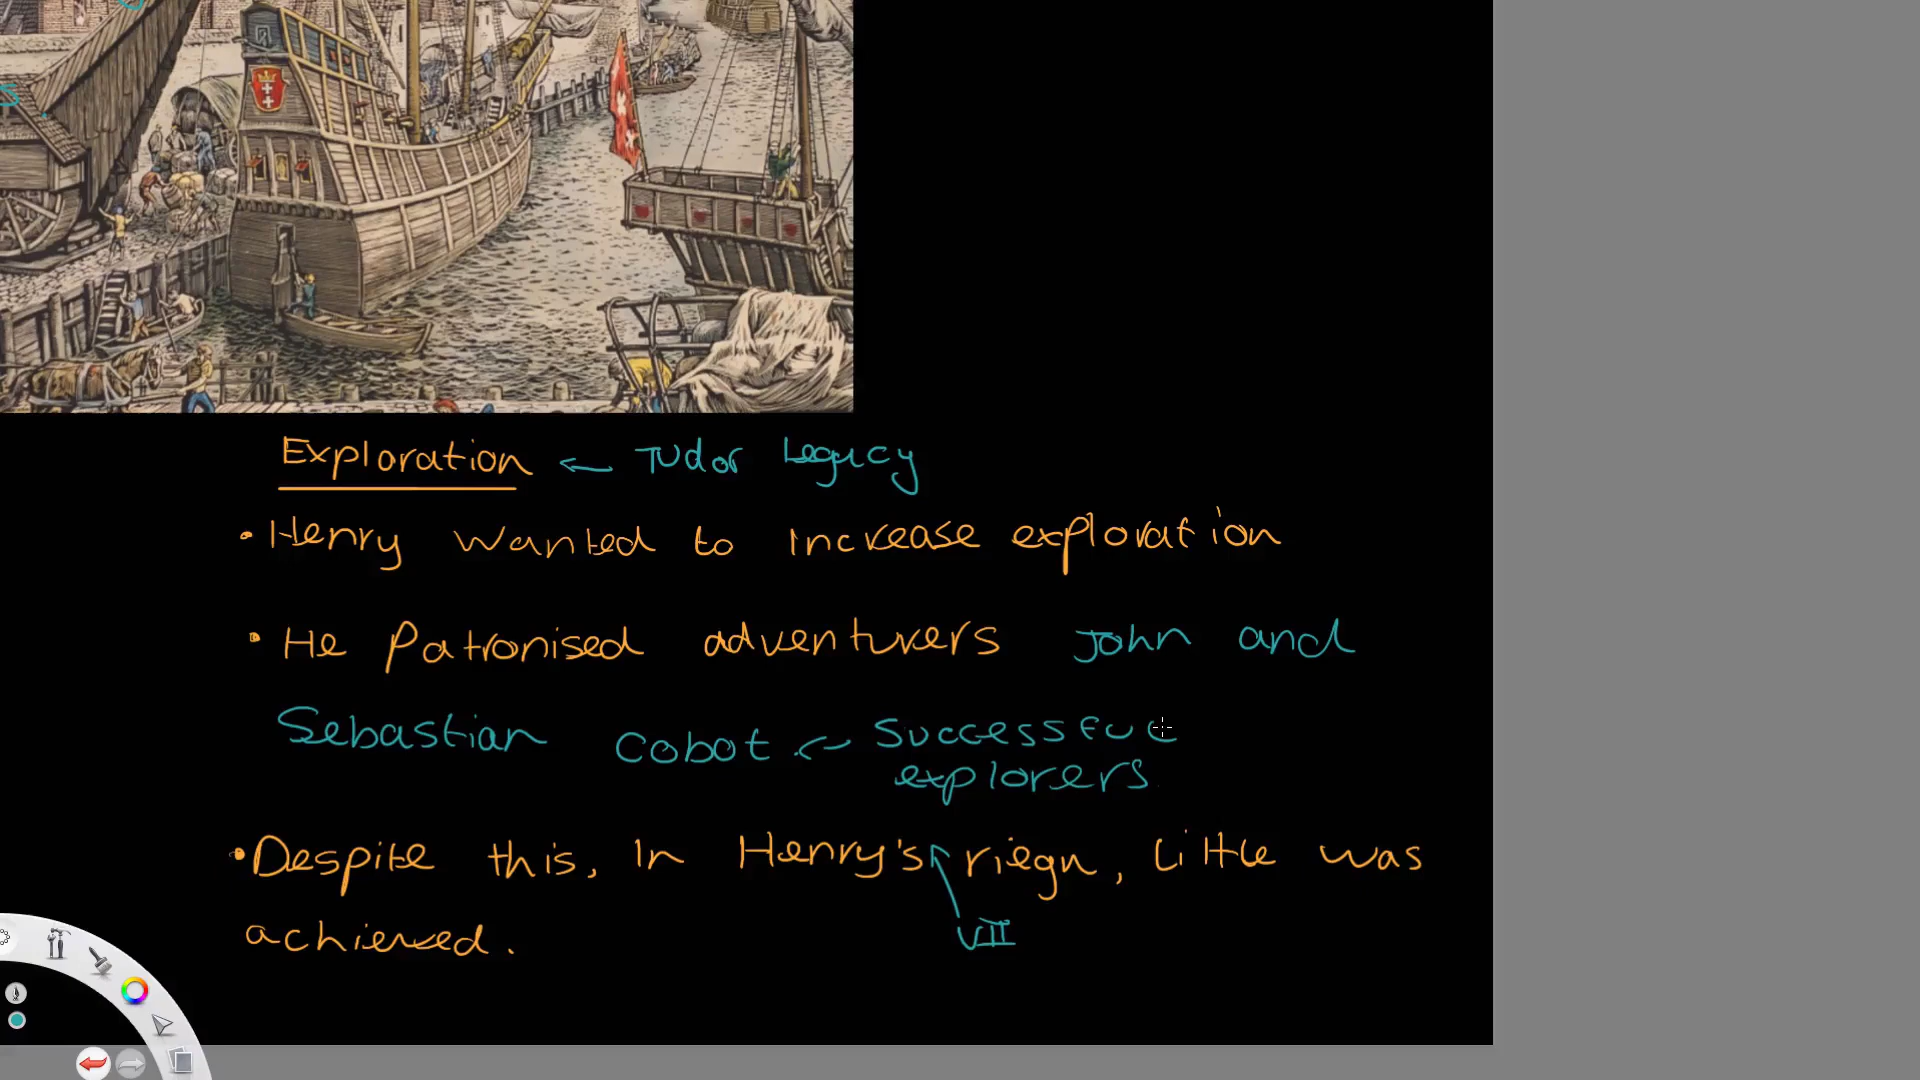 Exploration ← Tudor Legacy
• Henry wanted to increase exploration
• He Patronised adventurers John and
Sebastian Cobot ← Successful
explorers
• Despite this, in Henry's riegn, little was
achieved.
VII